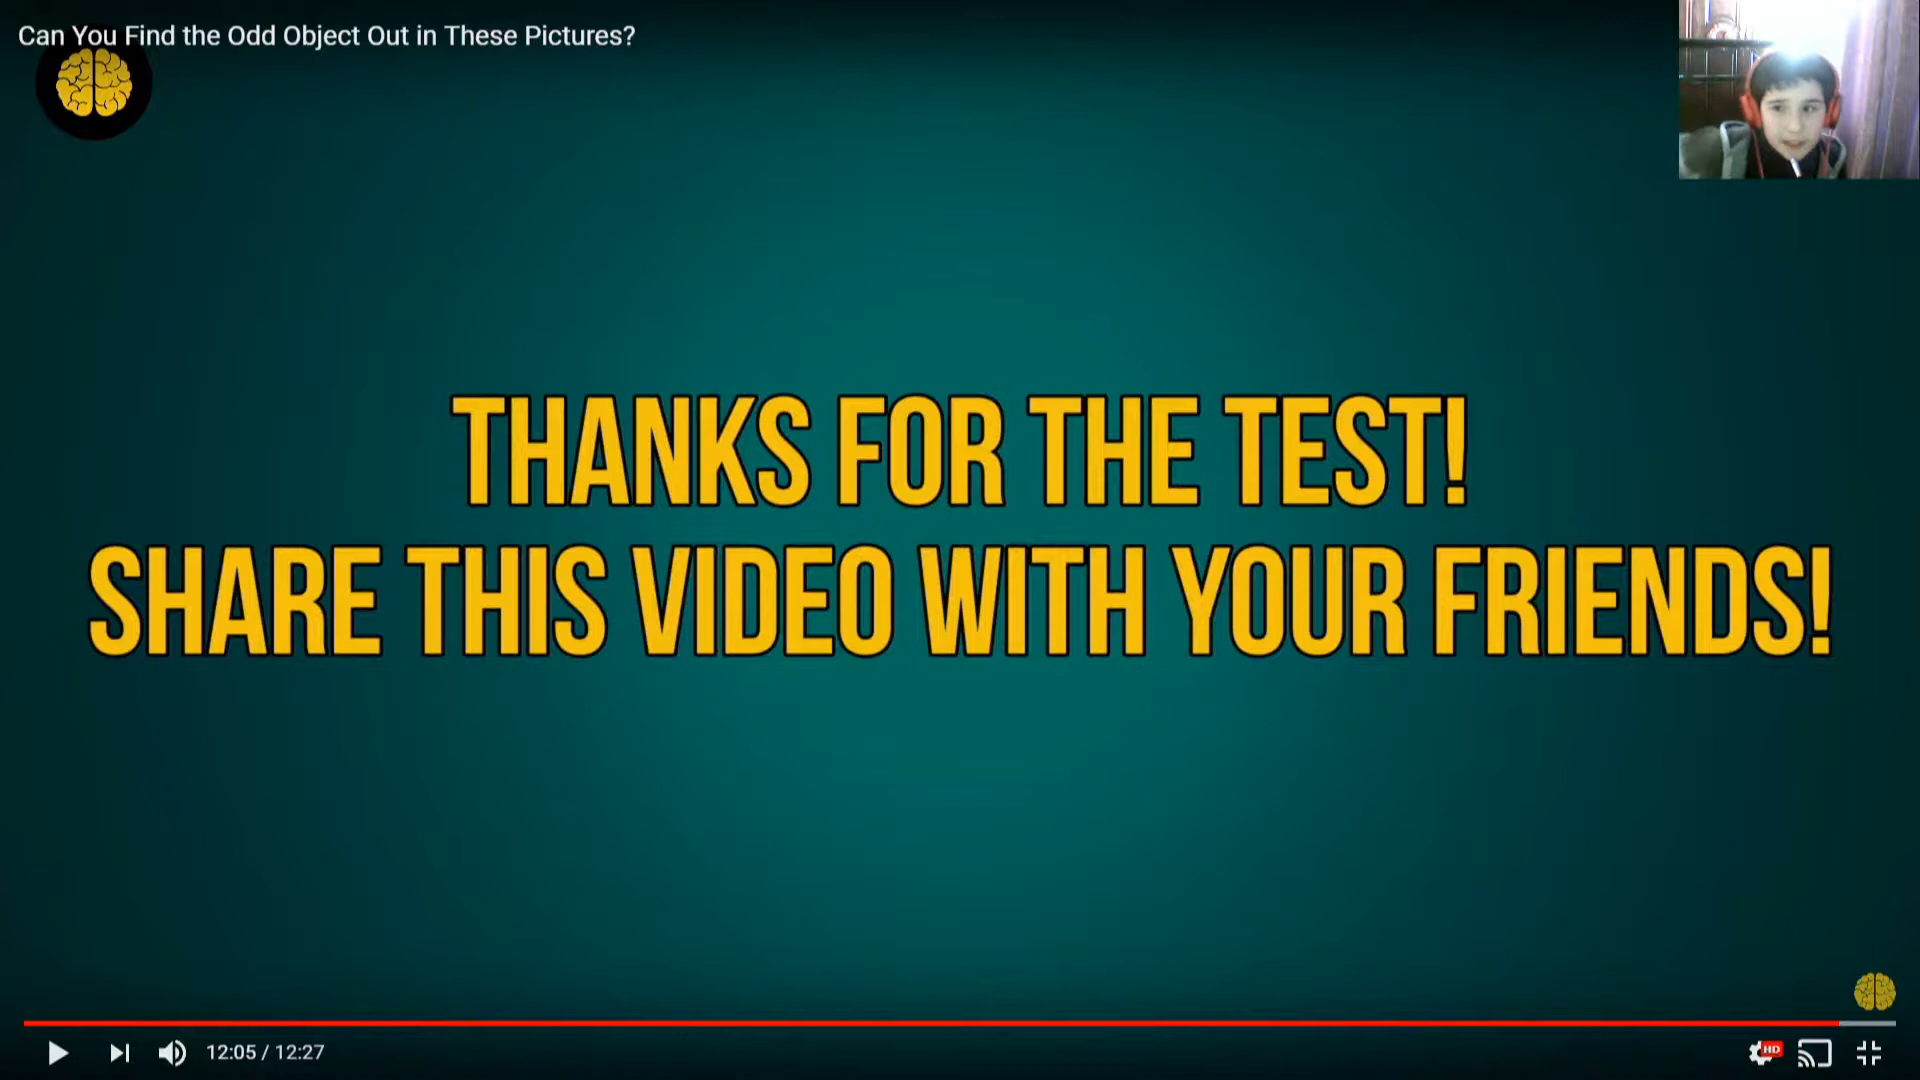 Can You Find the Odd Object Out in These Pictures?
THANKS FOR THE TEST!
SHARE THIS VIDEO WITH YOUR FRIENDS!
12:05 / 12:27
HD